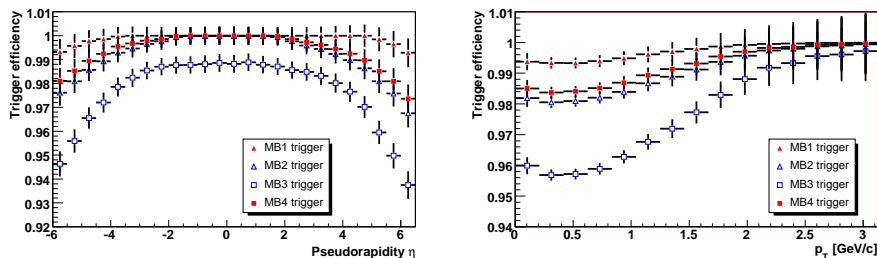 Trigger efficiency
1.01
1
0.99
0.98
0.97
0.96
0.95
0.94
0.93
0.92
MB1 trigger
MB2 trigger
MB3 trigger
MB4 trigger
-6 -4 -2 0 2 4 6
Pseudorapidity η
Trigger efficiency
1.01
1
0.99
0.98
0.97
0.96
0.95
0.94
MB1 trigger
MB2 trigger
MB3 trigger
MB4 trigger
0 0.5 1 1.5 2 2.5 3
p_T [GeV/c]